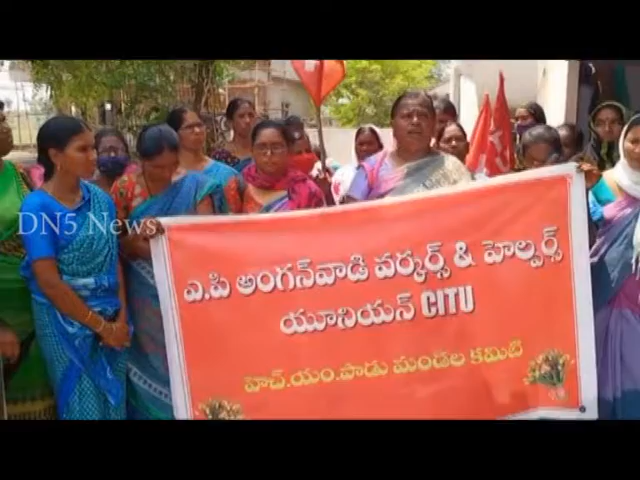 DN5 News
ఎ.పి అంగన్‌వాడి వర్కర్స్ & హెల్పర్స్
యూనియన్ CITU
హెచ్.యం.పాడు మండల కమిటి